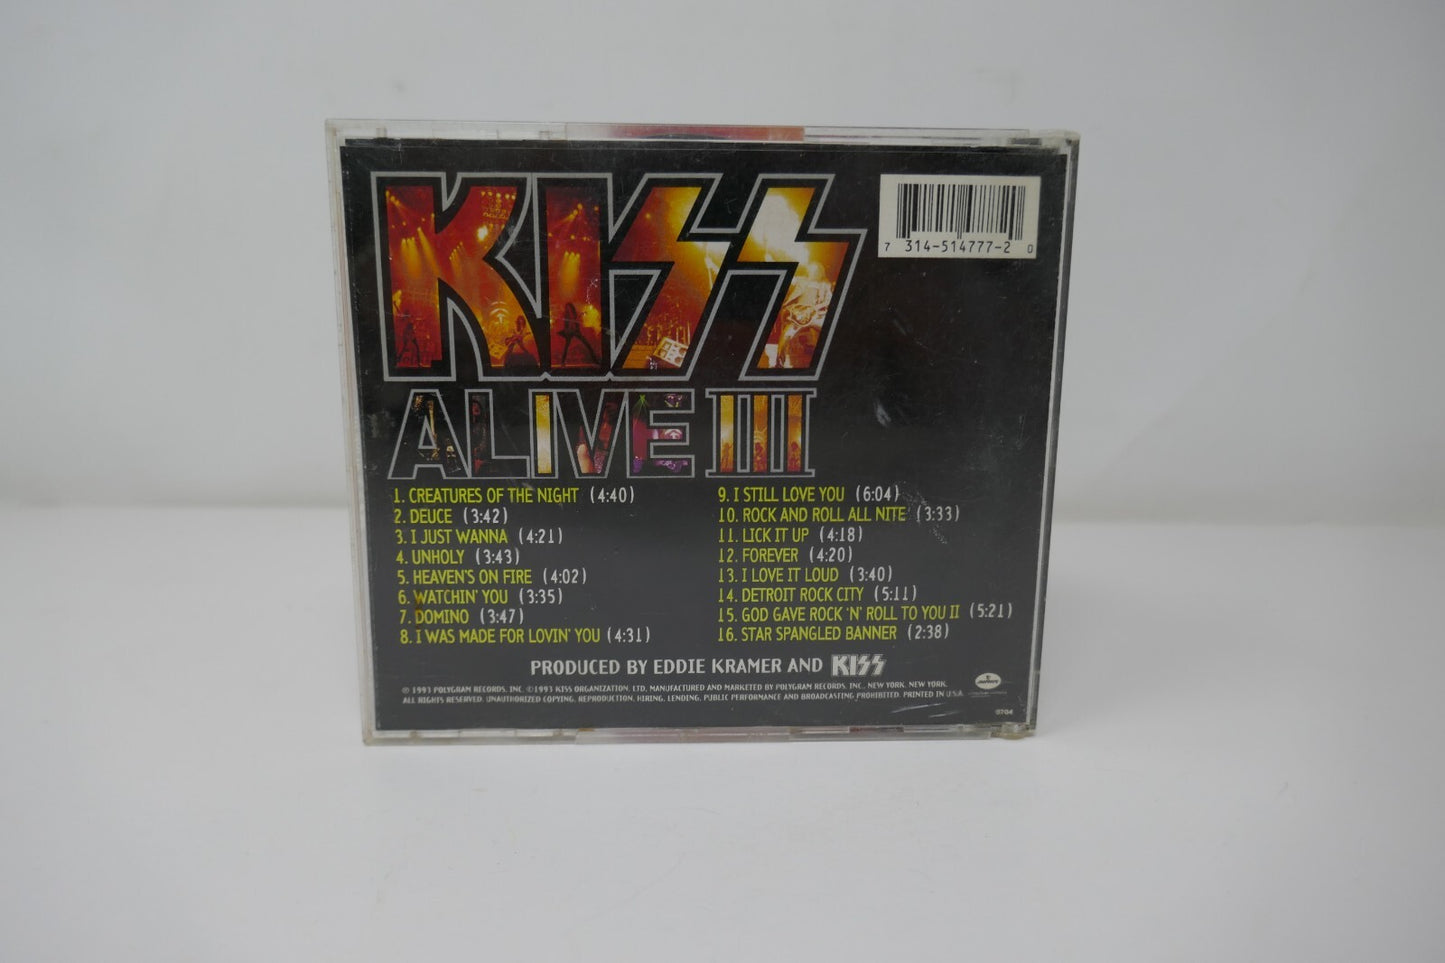 KISS
ALIVE III
7 314-514777-2 0
1. CREATURES OF THE NIGHT (4:40)
2. DEUCE (3:42)
3. I JUST WANNA (4:21)
4. UNHOLY (3:43)
5. HEAVEN'S ON FIRE (4:02)
6. WATCHIN' YOU (3:35)
7. DOMINO (3:47)
8. I WAS MADE FOR LOVIN' YOU (4:31)
9. I STILL LOVE YOU (6:04)
10. ROCK AND ROLL ALL NITE (3:33)
11. LICK IT UP (4:18)
12. FOREVER (4:20)
13. I LOVE IT LOUD (3:40)
14. DETROIT ROCK CITY (5:11)
15. GOD GAVE ROCK 'N' ROLL TO YOU II (5:21)
16. STAR SPANGLED BANNER (2:38)
PRODUCED BY EDDIE KRAMER AND KISS
℗ 1993 POLYGRAM RECORDS, INC. © 1993 KISS ORGANIZATION, LTD. MANUFACTURED AND MARKETED BY POLYGRAM RECORDS, INC., NEW YORK, NEW YORK.
ALL RIGHTS RESERVED. UNAUTHORIZED COPYING, REPRODUCTION, HIRING, LENDING, PUBLIC PERFORMANCE AND BROADCASTING PROHIBITED. PRINTED IN U.S.A.